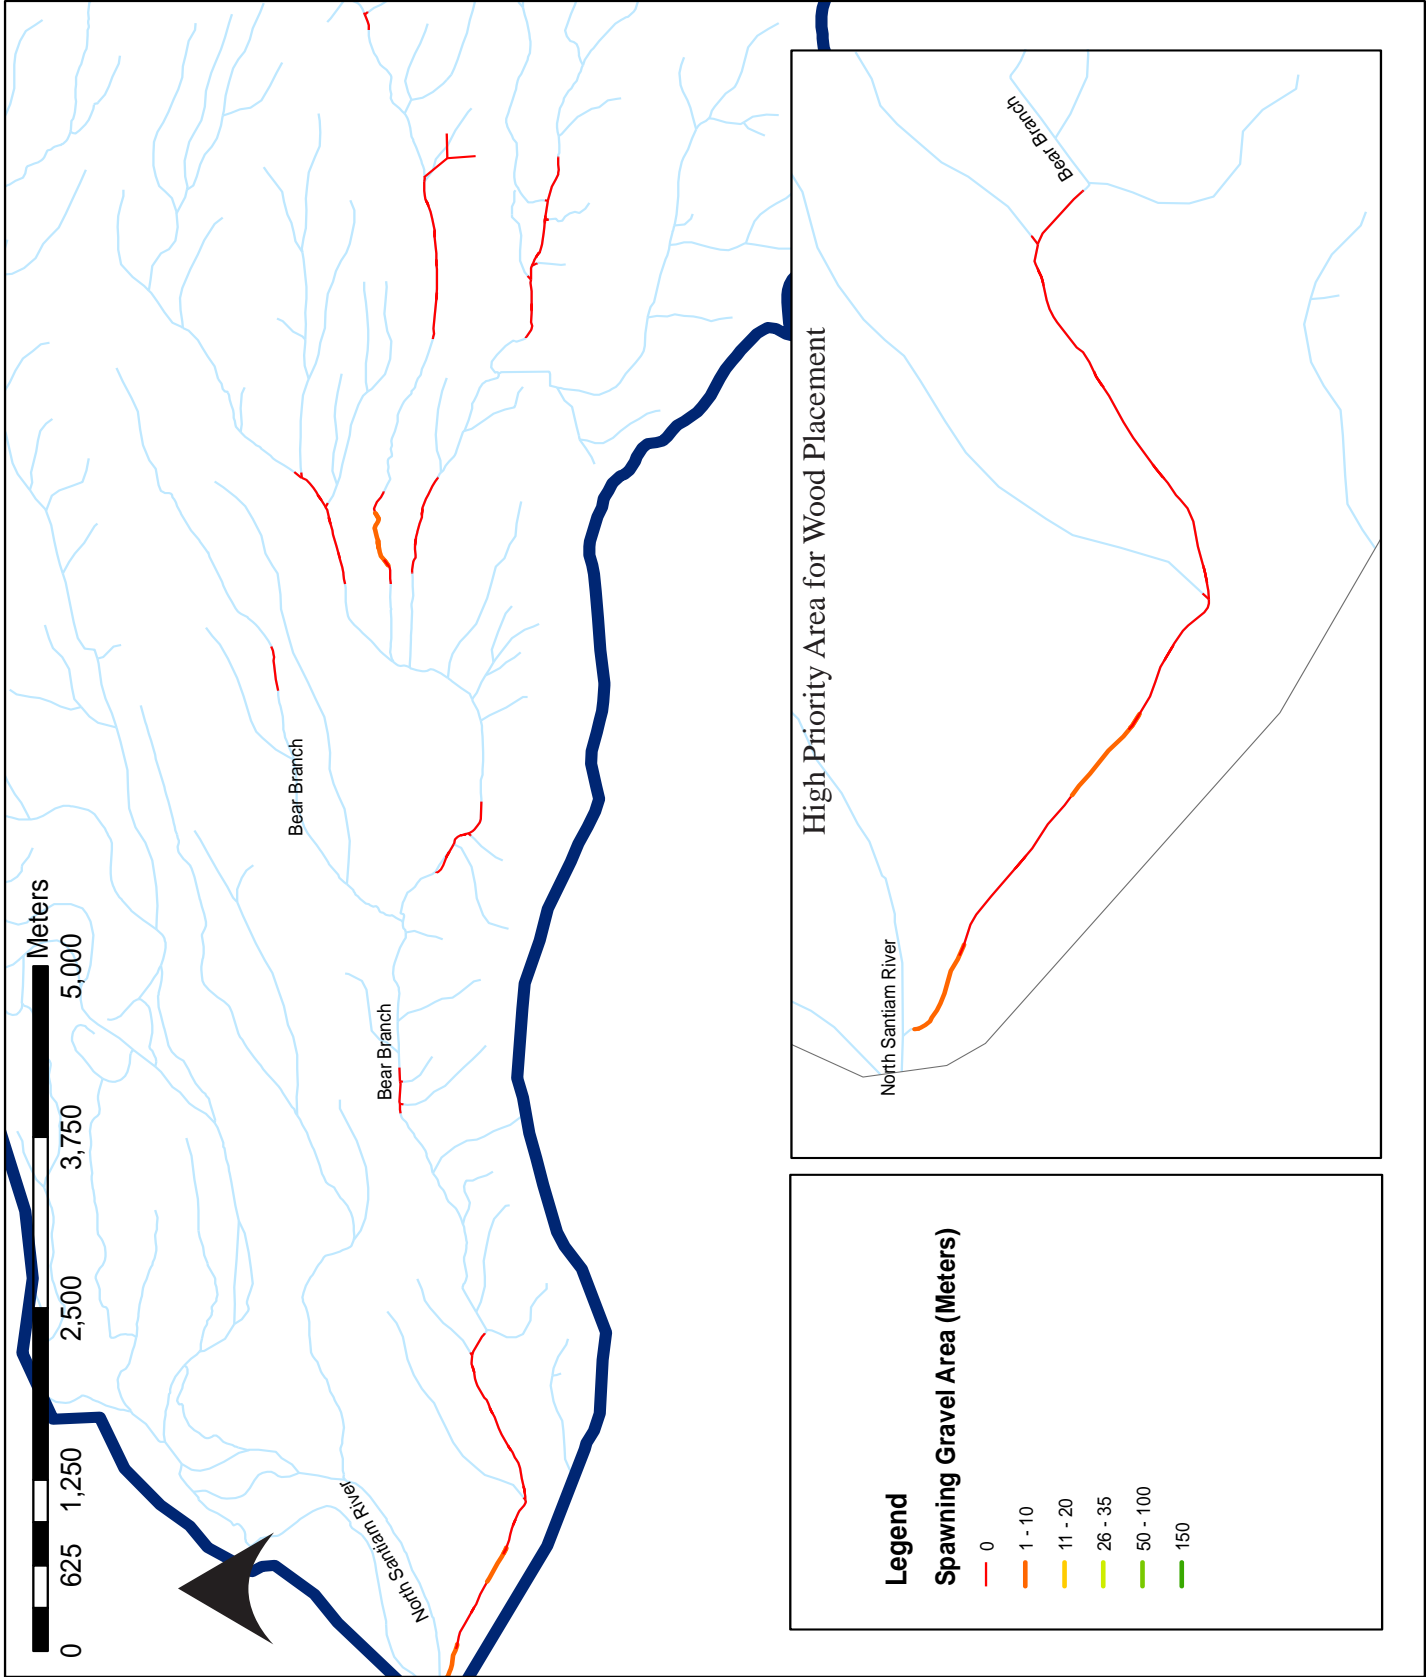 0 625 1,250 2,500 3,750 5,000
Meters
Bear Branch
Bear Branch
North Santiam River
High Priority Area for Wood Placement
North Santiam River
Bear Branch
Legend
Spawning Gravel Area (Meters)
0
1 - 10
11 - 20
26 - 35
50 - 100
150